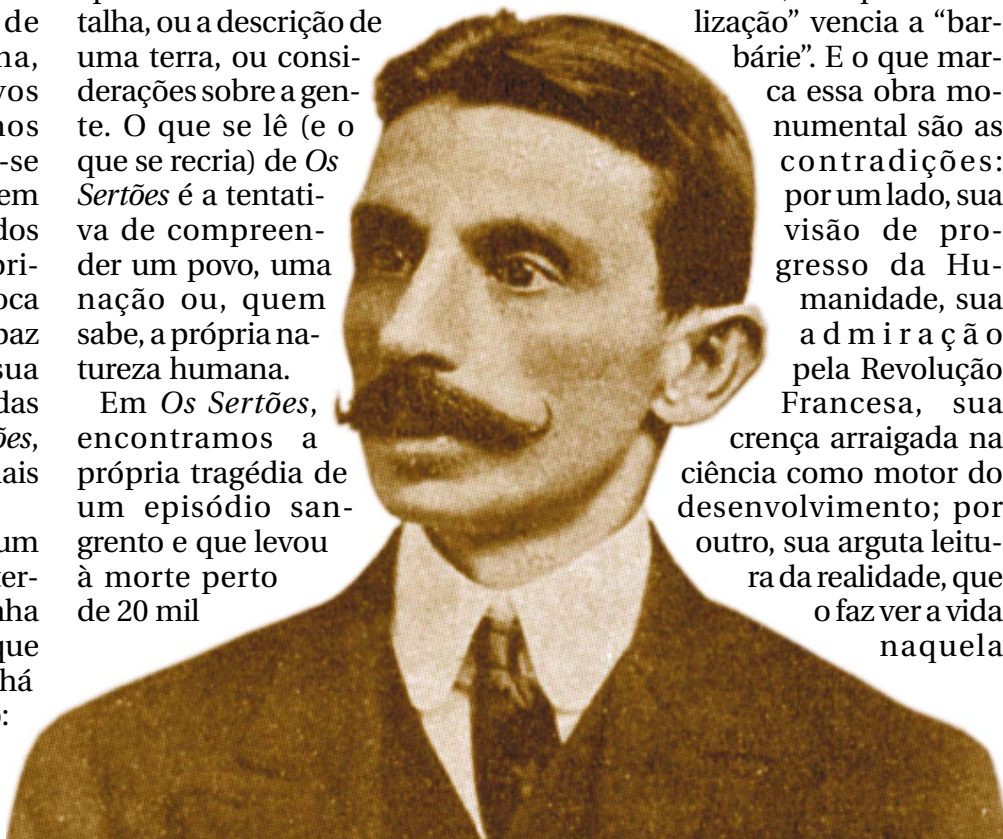 de
na,
vos
nos
-se
em
dos
pri-
oca
paz
sua
das
ões,
nais
um
ter-
nha
que
há
o:
talha, ou a descrição de
uma terra, ou consi-
derações sobre a gen-
te. O que se lê (e o
que se recria) de Os
Sertões é a tentati-
va de compreen-
der um povo, uma
nação ou, quem
sabe, a própria na-
tureza humana.
Em Os Sertões,
encontramos a
própria tragédia de
um episódio san-
grento e que levou
à morte perto
de 20 mil
lização” vencia a “bar-
bárie”. E o que mar-
ca essa obra mo-
numental são as
contradições:
por um lado, sua
visão de pro-
gresso da Hu-
manidade, sua
admiração
pela Revolução
Francesa, sua
crença arraigada na
ciência como motor do
desenvolvimento; por
outro, sua arguta leitu-
ra da realidade, que
o faz ver a vida
naquela